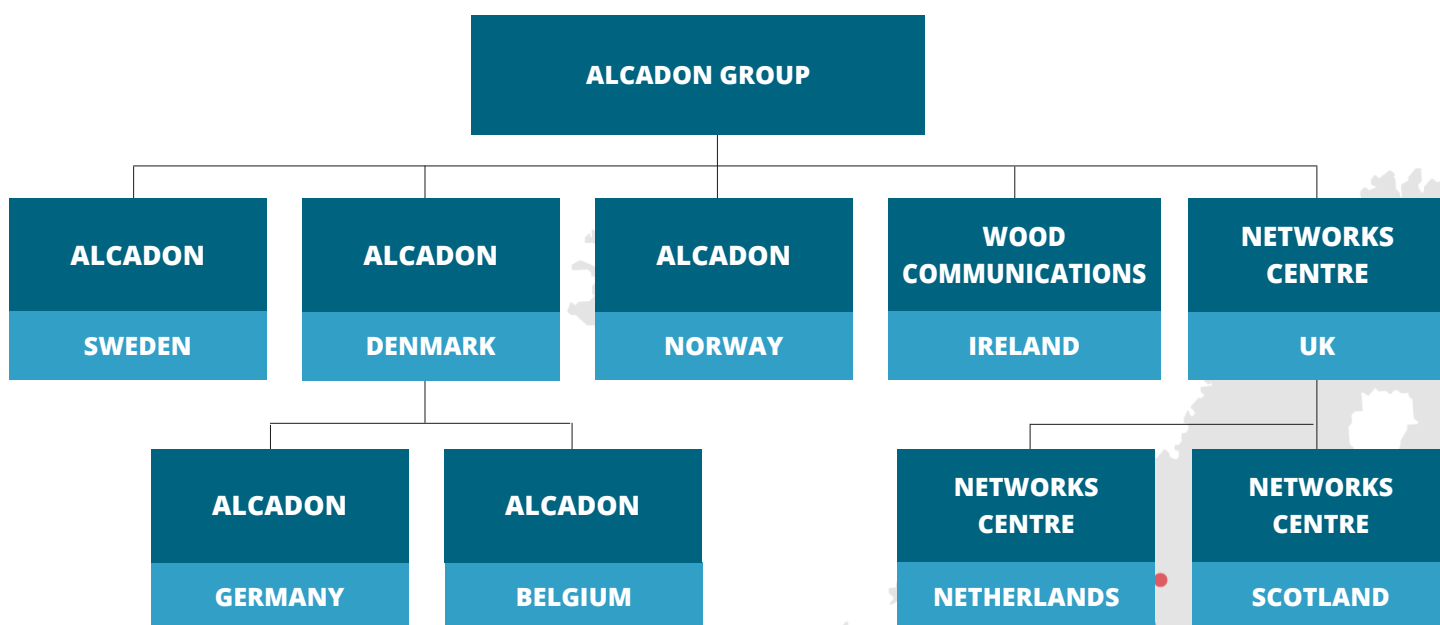 ALCADON GROUP
ALCADON
SWEDEN
ALCADON
DENMARK
ALCADON
NORWAY
WOOD
COMMUNICATIONS
IRELAND
NETWORKS
CENTRE
UK
ALCADON
GERMANY
ALCADON
BELGIUM
NETWORKS
CENTRE
NETHERLANDS
NETWORKS
CENTRE
SCOTLAND